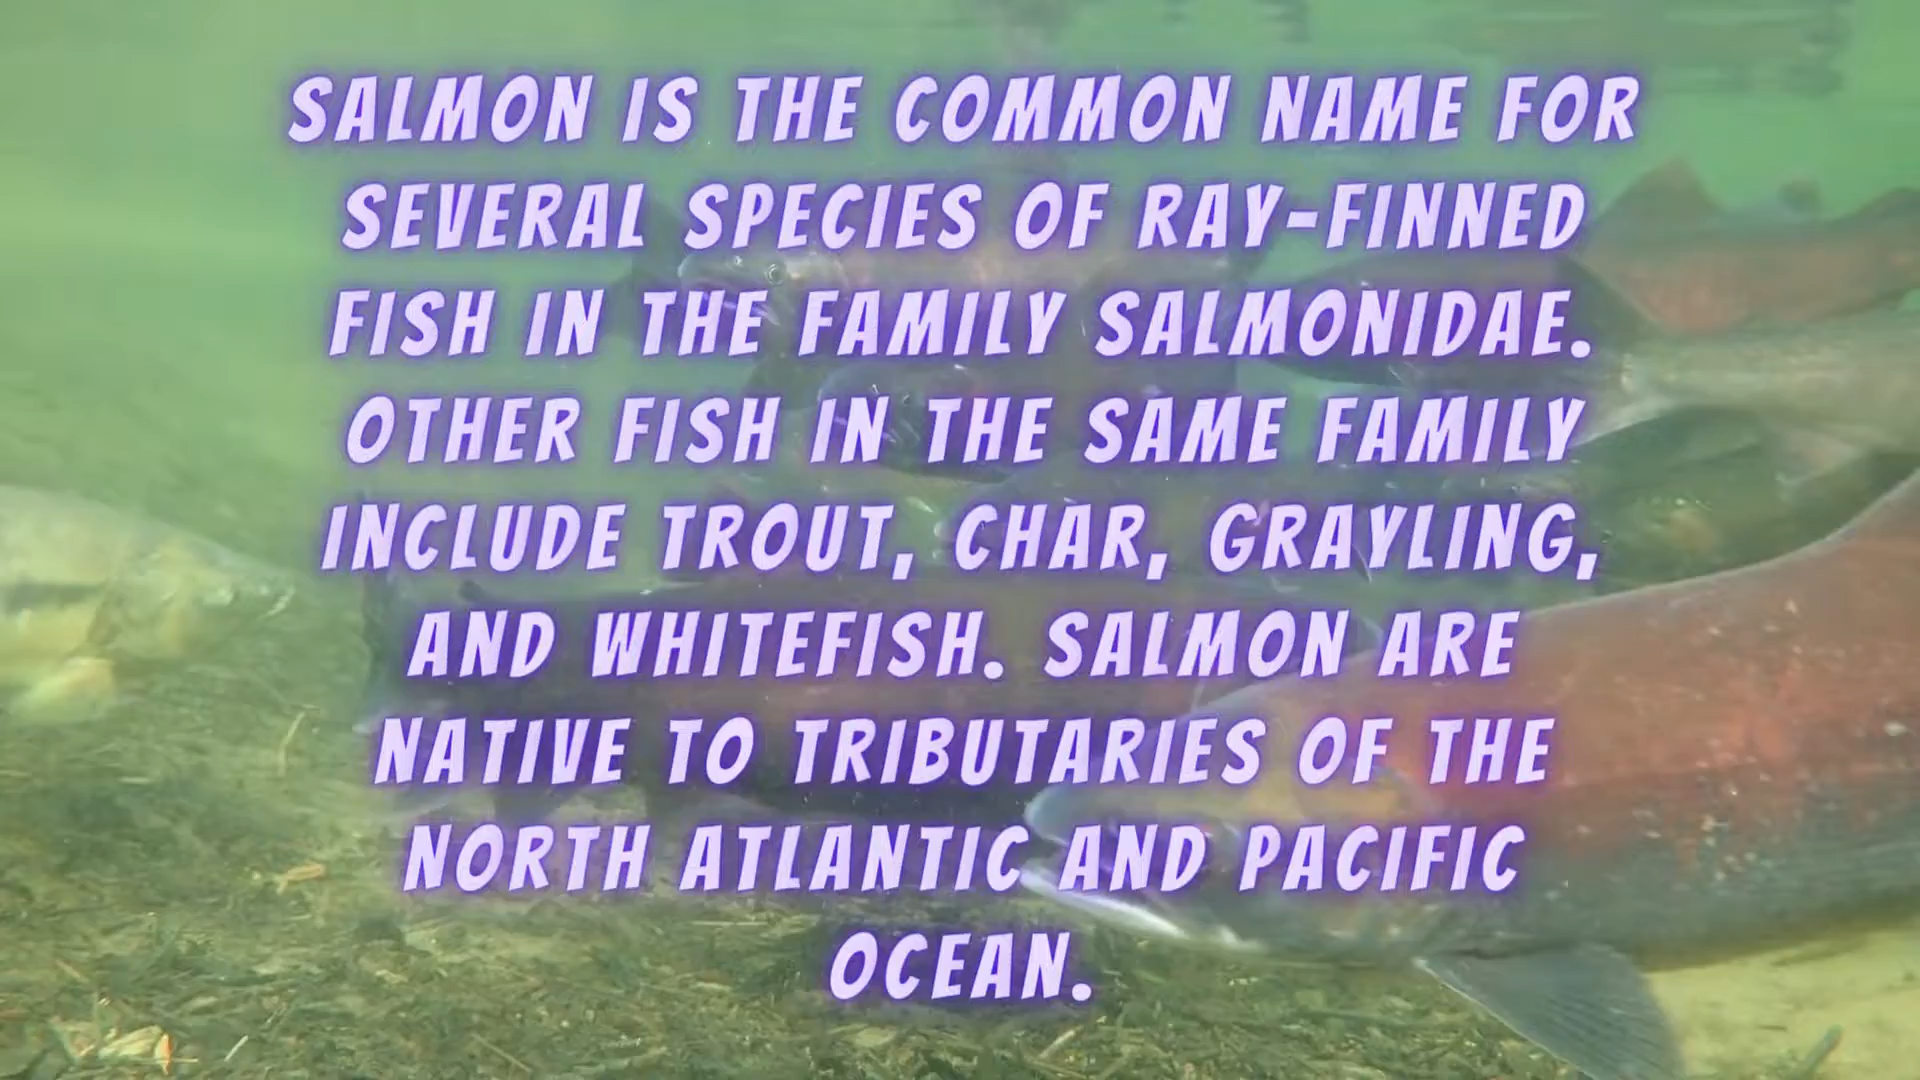 SALMON IS THE COMMON NAME FOR
SEVERAL SPECIES OF RAY-FINNED
FISH IN THE FAMILY SALMONIDAE.
OTHER FISH IN THE SAME FAMILY
INCLUDE TROUT, CHAR, GRAYLING,
AND WHITEFISH. SALMON ARE
NATIVE TO TRIBUTARIES OF THE
NORTH ATLANTIC AND PACIFIC
OCEAN.